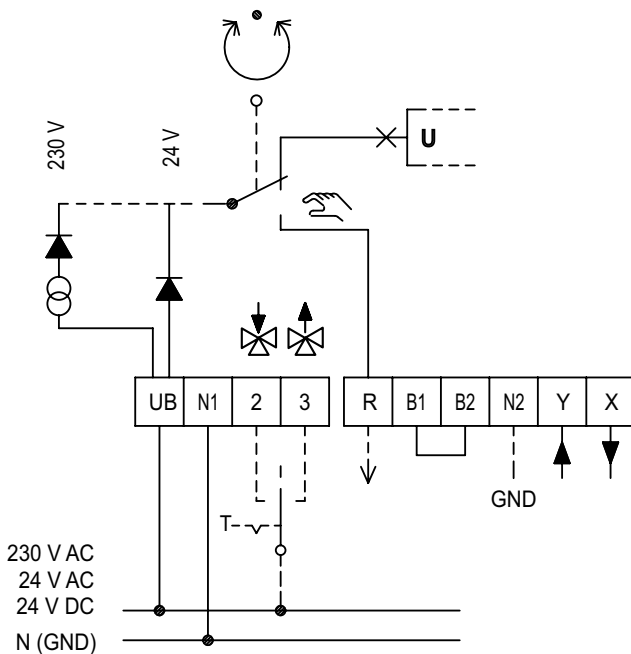 230 V
24 V
U
UB N1 2 3 R B1 B2 N2 Y X
GND
T
230 V AC
24 V AC
24 V DC
N (GND)